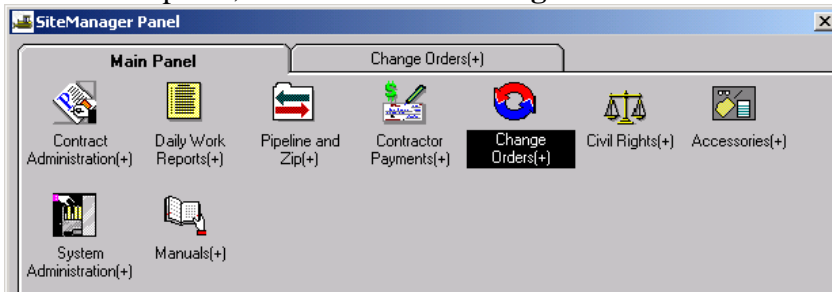 SiteManager Panel
Main Panel
Change Orders(+)
Contract
Administration(+)
Daily Work
Reports(+)
Pipeline and
Zip(+)
Contractor
Payments(+)
Change
Orders(+)
Civil Rights(+)
Accessories(+)
System
Administration(+)
Manuals(+)